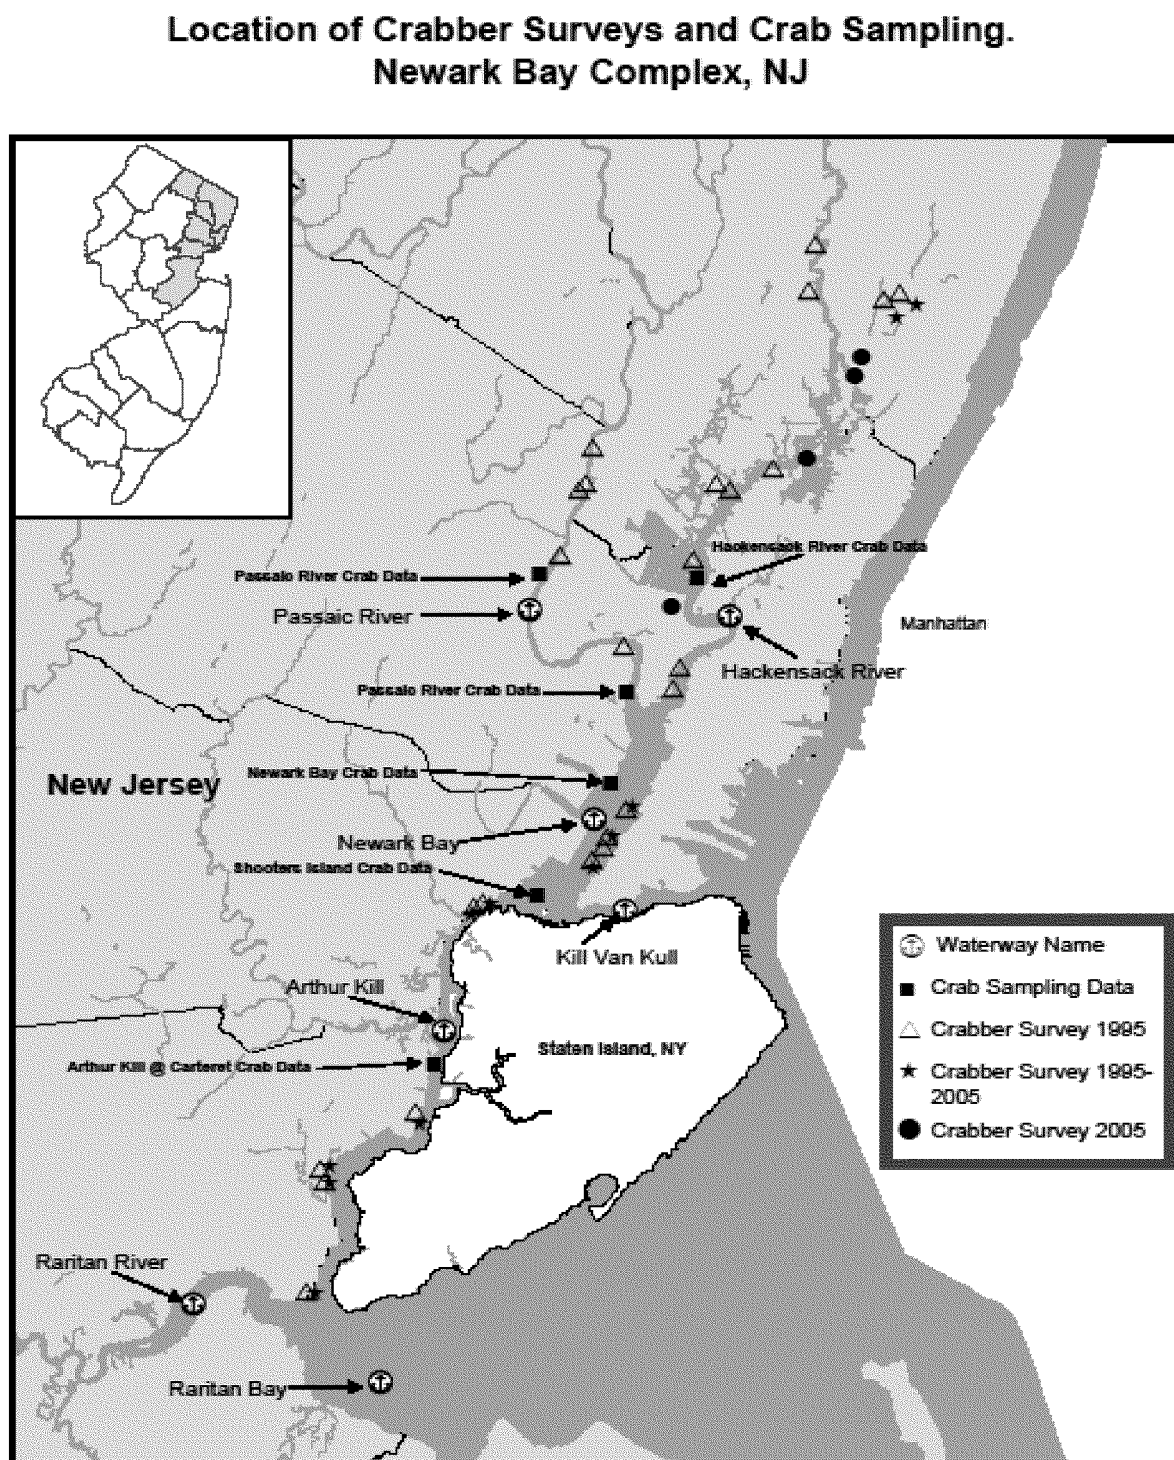 Location of Crabber Surveys and Crab Sampling.
Newark Bay Complex, NJ
Hackensack River Crab Data
Passaic River Crab Data
Passaic River
Manhattan
Hackensack River
Passaic River Crab Data
Newark Bay Crab Data
New Jersey
Newark Bay
Shooters Island Crab Data
Kill Van Kull
Arthur Kill
Staten Island, NY
Arthur Kill @ Carteret Crab Data
Raritan River
Raritan Bay
Waterway Name
Crab Sampling Data
Crabber Survey 1995
Crabber Survey 1995-
2005
Crabber Survey 2005